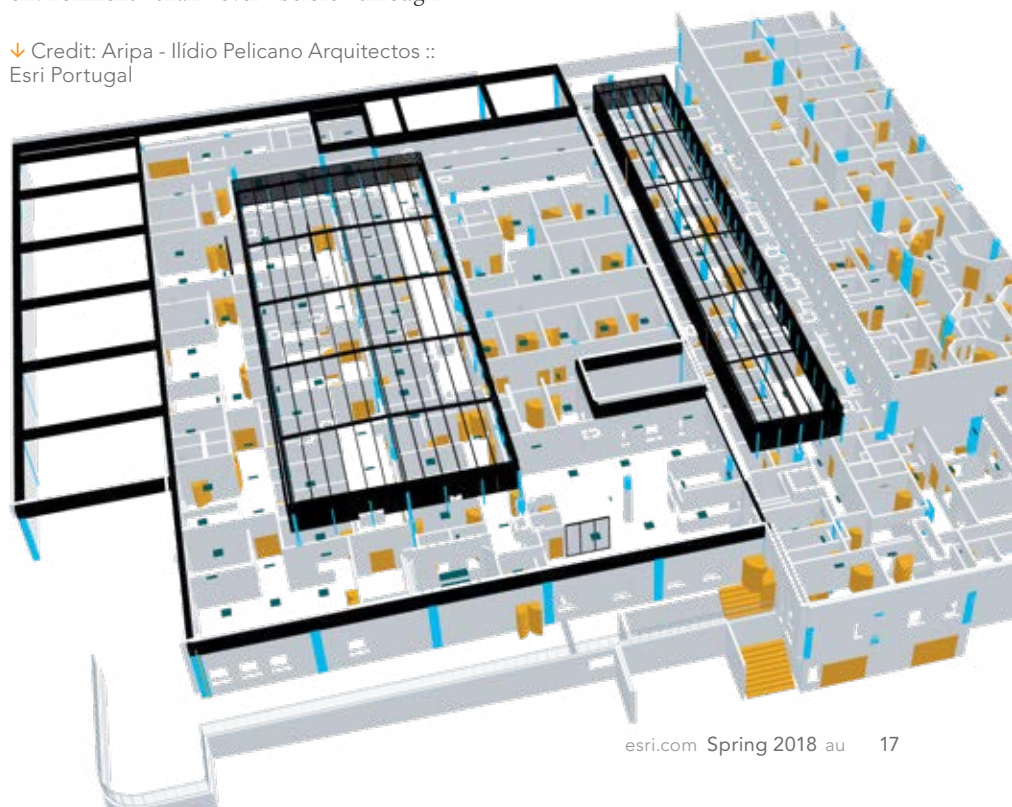 ↓ Credit: Aripa - Ilídio Pelicano Arquitectos ::
Esri Portugal
esri.com Spring 2018 au 17